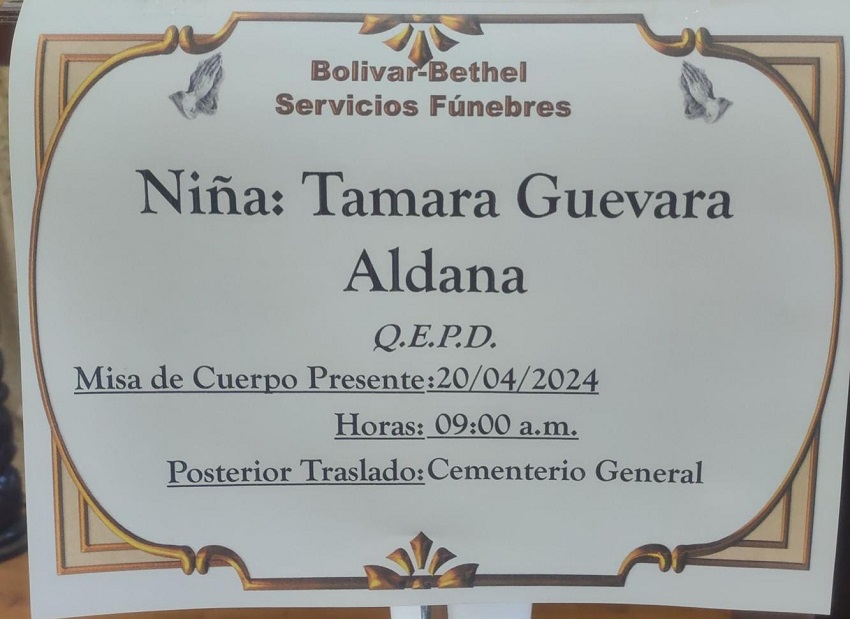 Bolivar-Bethel
Servicios Fúnebres
Niña: Tamara Guevara
Aldana
Q.E.P.D.
Misa de Cuerpo Presente:20/04/2024
Horas: 09:00 a.m.
Posterior Traslado:Cementerio General